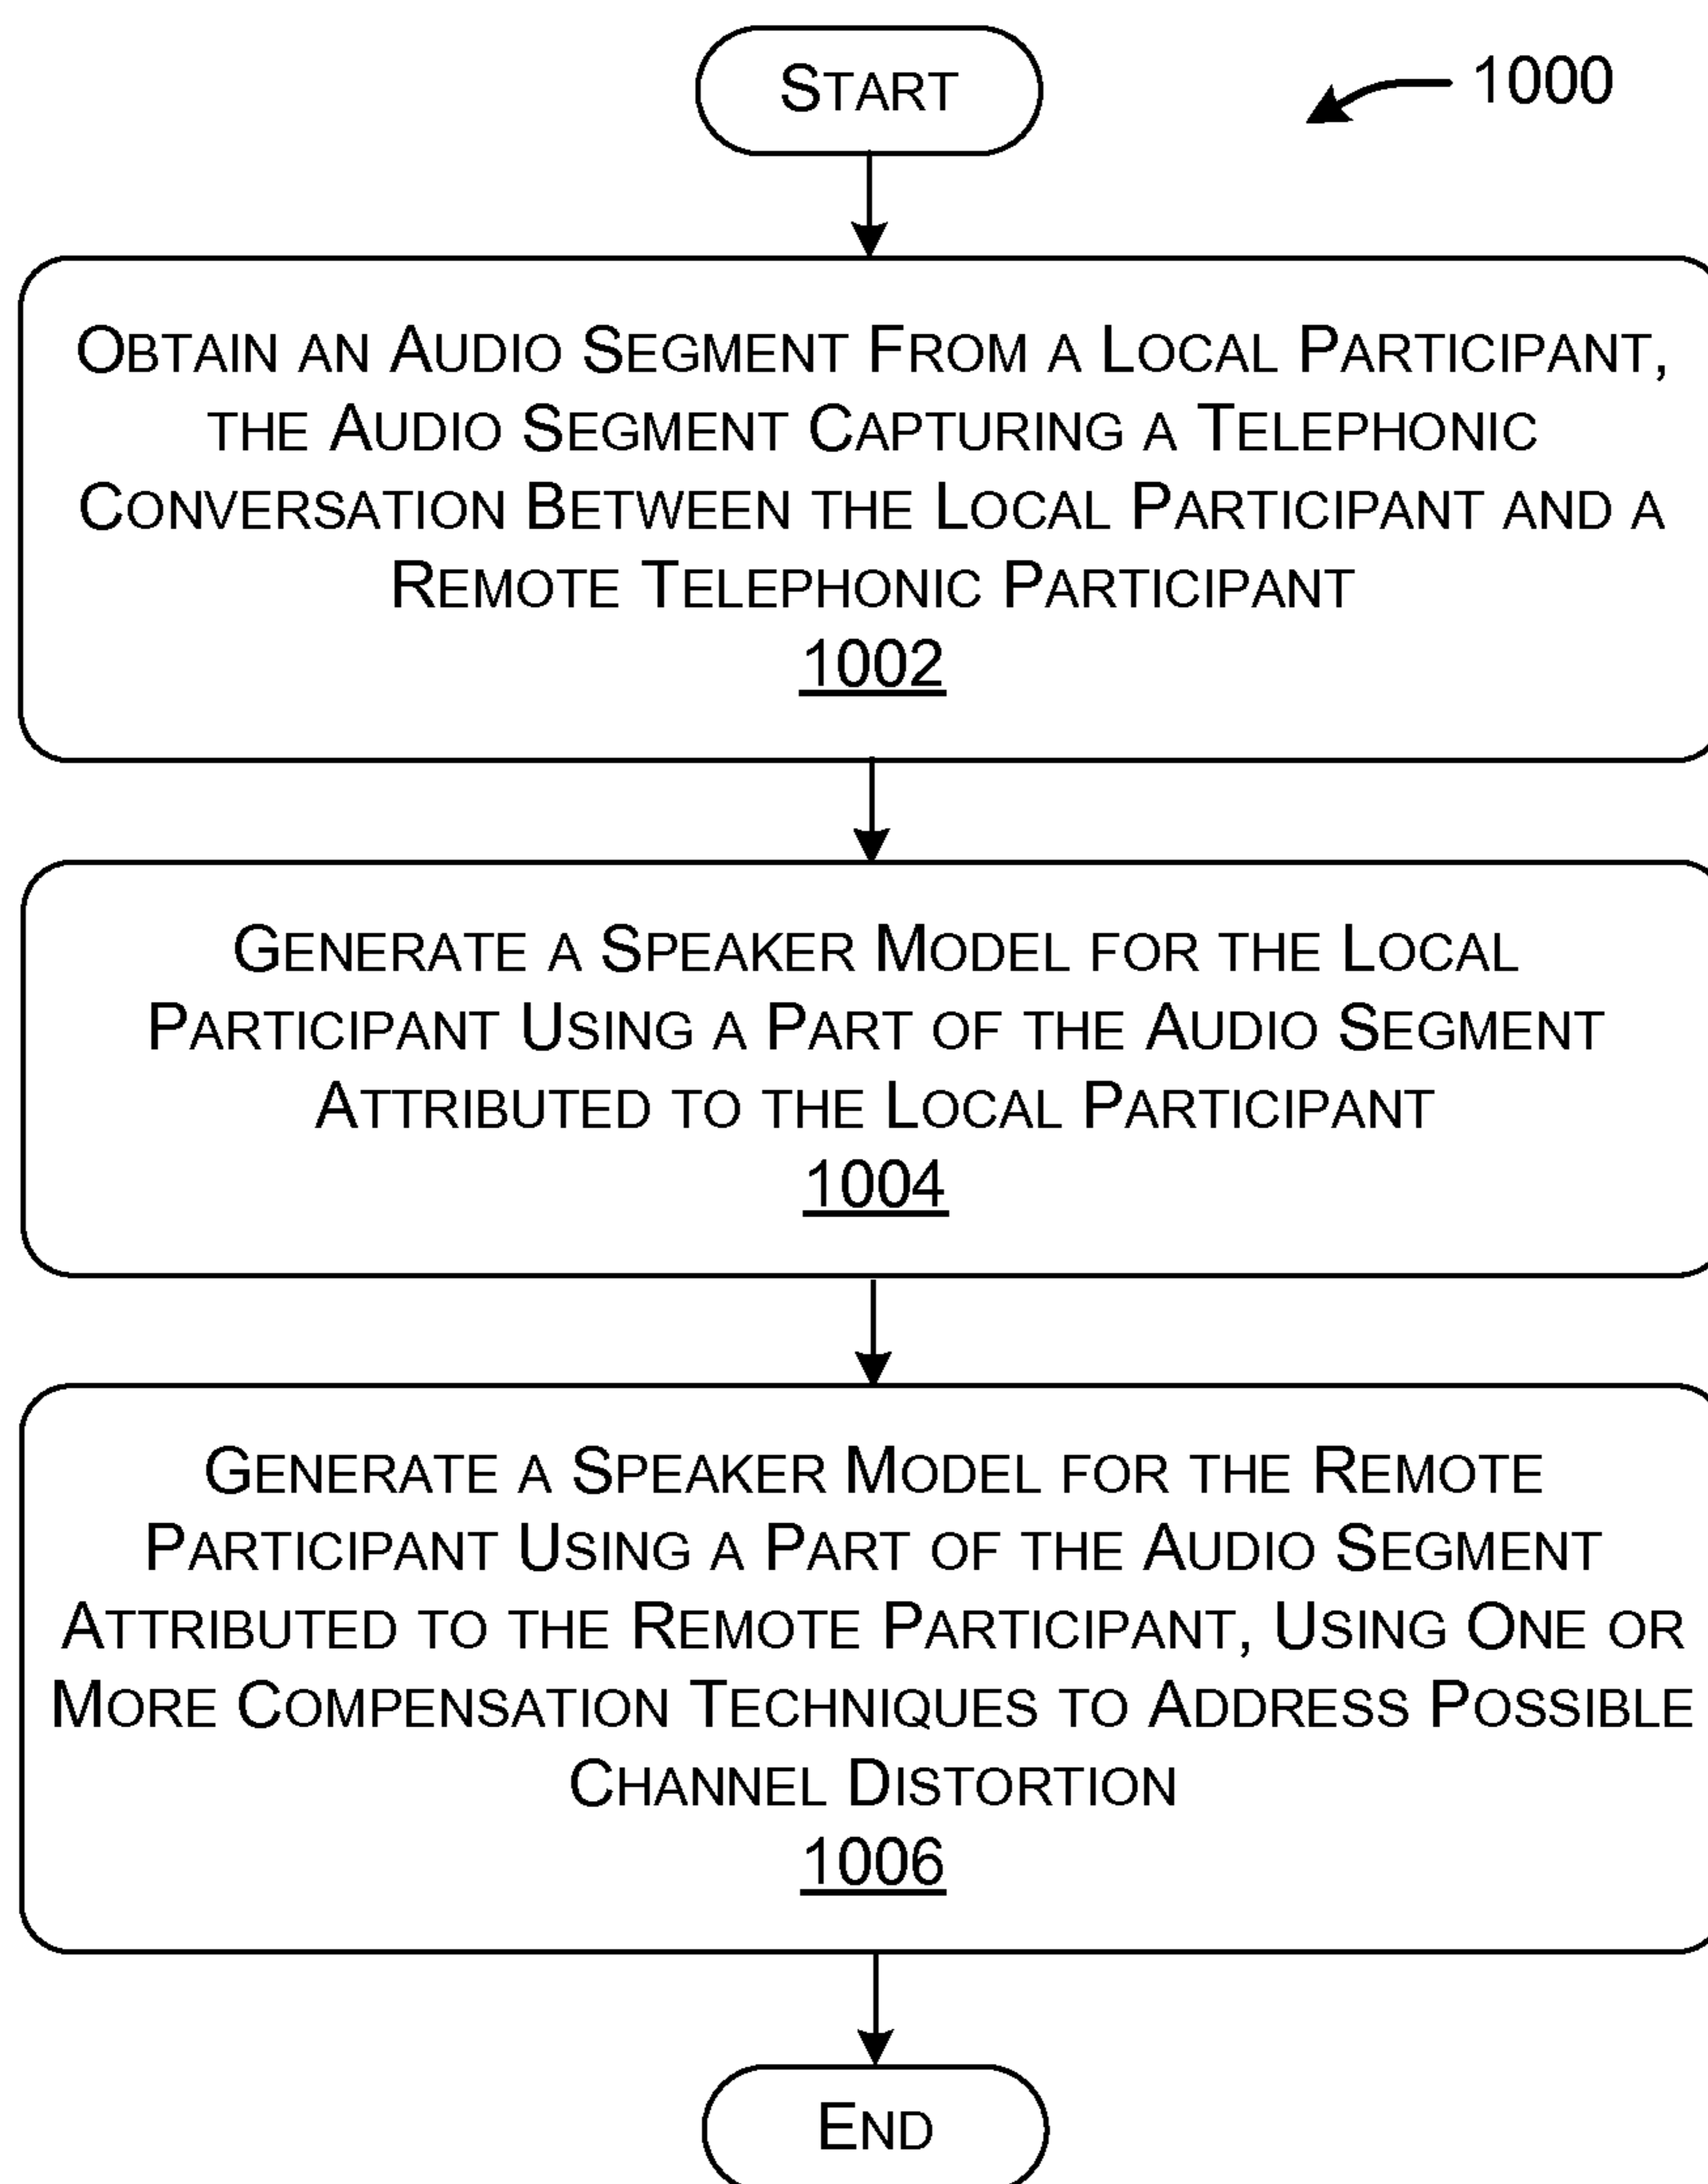 START
1000
OBTAIN AN AUDIO SEGMENT FROM A LOCAL PARTICIPANT,
THE AUDIO SEGMENT CAPTURING A TELEPHONIC
CONVERSATION BETWEEN THE LOCAL PARTICIPANT AND A
REMOTE TELEPHONIC PARTICIPANT
1002
GENERATE A SPEAKER MODEL FOR THE LOCAL
PARTICIPANT USING A PART OF THE AUDIO SEGMENT
ATTRIBUTED TO THE LOCAL PARTICIPANT
1004
GENERATE A SPEAKER MODEL FOR THE REMOTE
PARTICIPANT USING A PART OF THE AUDIO SEGMENT
ATTRIBUTED TO THE REMOTE PARTICIPANT, USING ONE OR
MORE COMPENSATION TECHNIQUES TO ADDRESS POSSIBLE
CHANNEL DISTORTION
1006
END